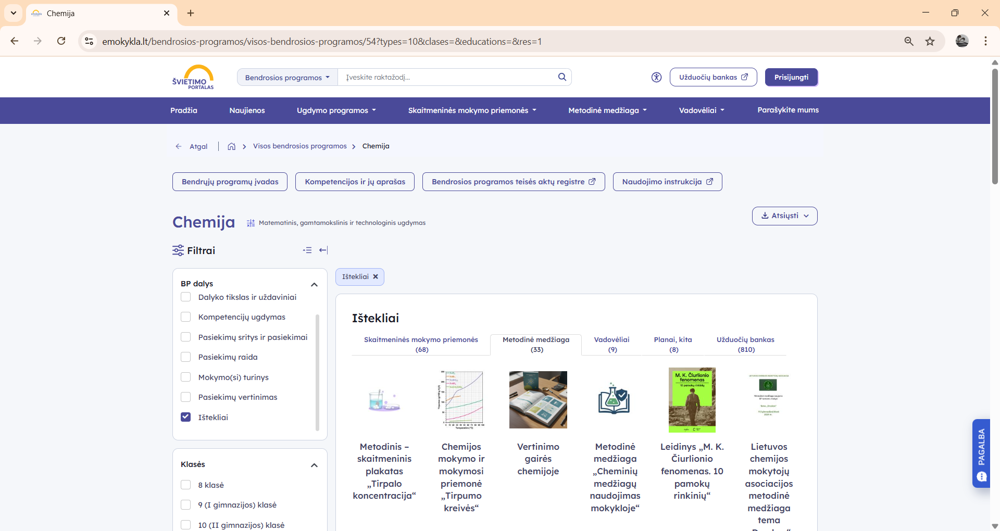 Chemija
emokykla.lt/bendrosios-programos/visos-bendrosios-programos/54?types=10&clases=&educations=&res=1
ŠVIETIMO
PORTALAS
Bendrosios programos
Įveskite raktažodį...
Užduočių bankas
Prisijungti
Pradžia
Naujienos
Ugdymo programos
Skaitmeninės mokymo priemonės
Metodinė medžiaga
Vadovėliai
Parašykite mums
Atgal
Visos bendrosios programos
Chemija
Bendrųjų programų įvadas
Kompetencijos ir jų aprašas
Bendrosios programos teisės aktų registre
Naudojimo instrukcija
Chemija
Matematinis, gamtamokslinis ir technologinis ugdymas
Atsiųsti
Filtrai
BP dalys
Dalyko tikslas ir uždaviniai
Kompetencijų ugdymas
Pasiekimų sritys ir pasiekimai
Pasiekimų raida
Mokymo(si) turinys
Pasiekimų vertinimas
Ištekliai
Klasės
8 klasė
9 (I gimnazijos) klasė
10 (II gimnazijos) klasė
Ištekliai
Ištekliai
Skaitmeninės mokymo priemonės
(68)
Metodinė medžiaga
(33)
Vadovėliai
(9)
Planai, kita
(8)
Užduočių bankas
(810)
Metodinis –
skaitmeninis
plakatas
„Tirpalo
koncentracija“
Temperatūra (°C)
Chemijos
mokymo ir
mokymosi
priemonė
„Tirpumo
kreivės“
Vertinimo
gairės
chemijoje
Metodinė
medžiaga
„Cheminių
medžiagų
naudojimas
mokykloje“
M. K. Čiurlionio
fenomenas
10 pamokų rinkinių
Leidinys „M. K.
Čiurlionio
fenomenas. 10
pamokų
rinkinių“
Lietuvos
chemijos
mokytojų
asociacijos
metodinė
medžiaga
tema
PAGALBA